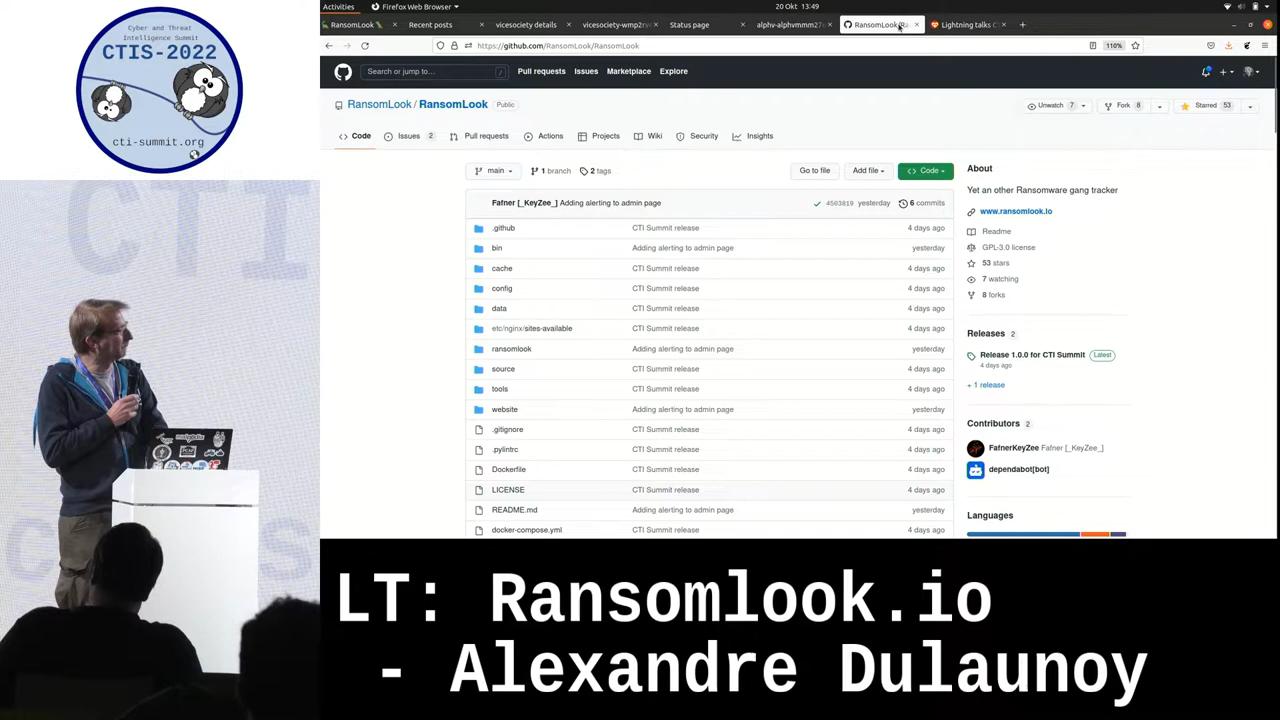 Cyber and Threat
Intelligence Summit
CTIS-2022
cti-summit.org
Activities
Firefox Web Browser
20 Okt 13:49
RansomLook
Recent posts
vicesociety details
vicesociety-wmp2rv
Status page
alphv-alphvmmm27
RansomLook/Ra
Lightning talks C
https://github.com/RansomLook/RansomLook
110%
Search or jump to...
/
Pull requests
Issues
Marketplace
Explore
RansomLook / RansomLook
Public
Unwatch 7
Fork 8
Starred 53
Code
Issues 2
Pull requests
Actions
Projects
Wiki
Security
Insights
main
1 branch
2 tags
Go to file
Add file
Code
Fafner [_KeyZee_] Adding alerting to admin page
4503819 yesterday
6 commits
.github CTI Summit release 4 days ago
bin Adding alerting to admin page yesterday
cache CTI Summit release 4 days ago
config CTI Summit release 4 days ago
data CTI Summit release 4 days ago
etc/nginx/sites-available CTI Summit release 4 days ago
ransomlook Adding alerting to admin page yesterday
source CTI Summit release 4 days ago
tools CTI Summit release 4 days ago
website Adding alerting to admin page yesterday
.gitignore CTI Summit release 4 days ago
.pylintrc CTI Summit release 4 days ago
Dockerfile CTI Summit release 4 days ago
LICENSE CTI Summit release 4 days ago
README.md Adding alerting to admin page yesterday
docker-compose.yml CTI Summit release 4 days ago
About
Yet an other Ransomware gang tracker
www.ransomlook.io
Readme
GPL-3.0 license
53 stars
7 watching
8 forks
Releases 2
Release 1.0.0 for CTI Summit Latest
4 days ago
+ 1 release
Contributors 2
FafnerKeyZee Fafner [_KeyZee_]
dependabot[bot]
Languages
LT: Ransomlook.io
- Alexandre Dulaunoy